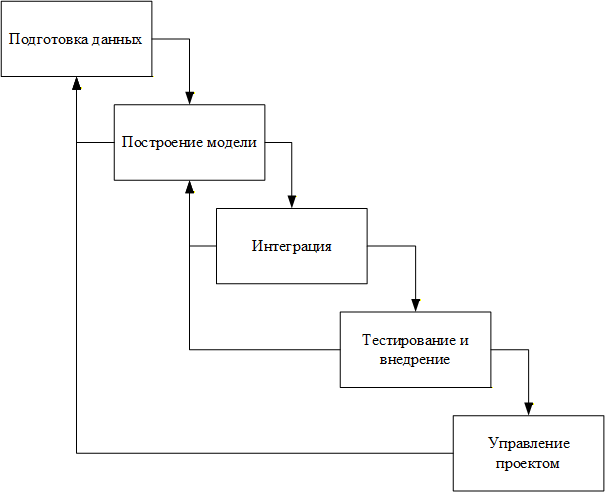 Подготовка данных
Построение модели
Интеграция
Тестирование и
внедрение
Управление
проектом